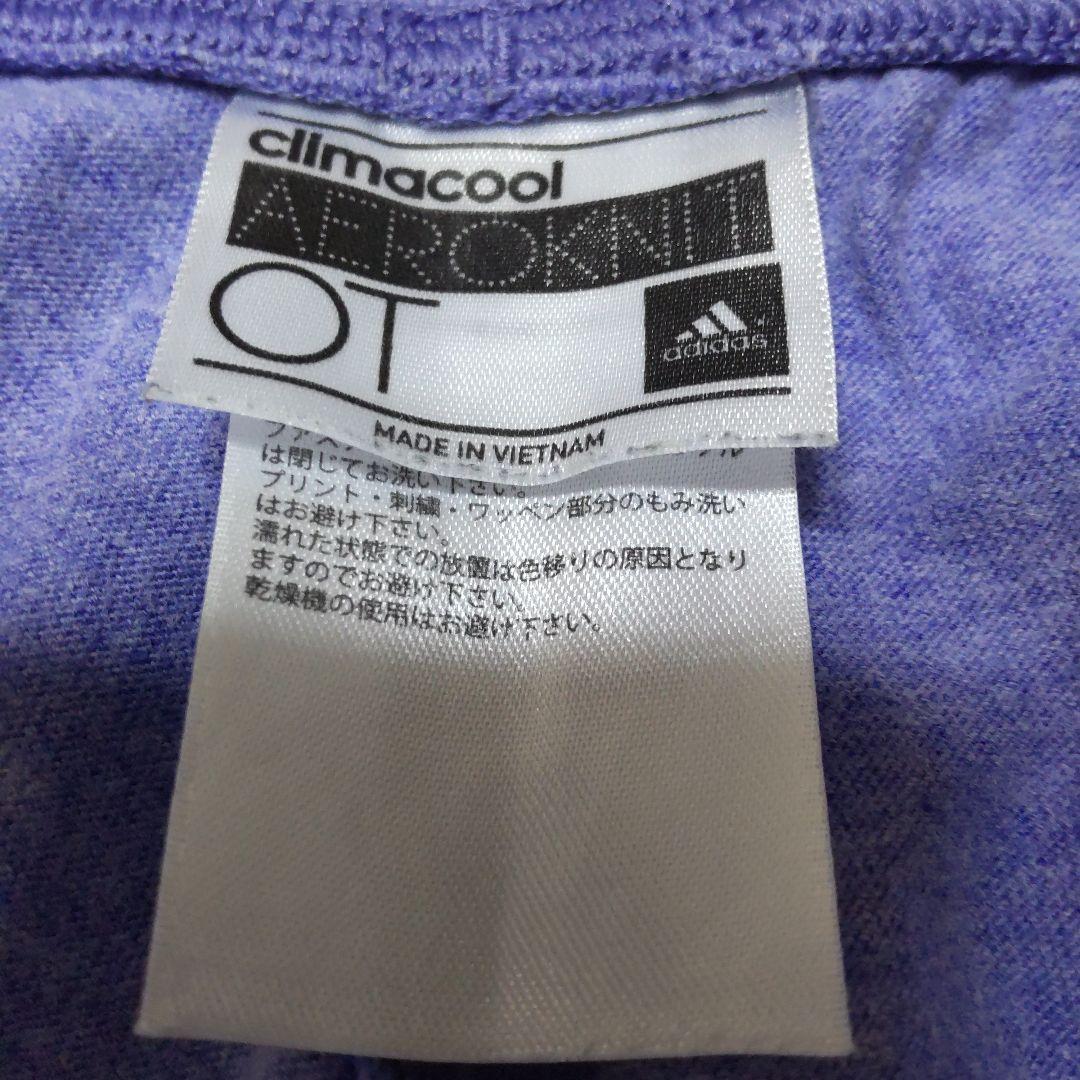 climacool
AEROKNIT
OT
adidas
MADE IN VIETNAM
は閉じてお洗い下さい。
プリント・刺繍・ワッペン部分のもみ洗い
はお避け下さい。
濡れた状態での放置は色移りの原因となり
ますのでお避け下さい。
乾燥機の使用はお避け下さい。